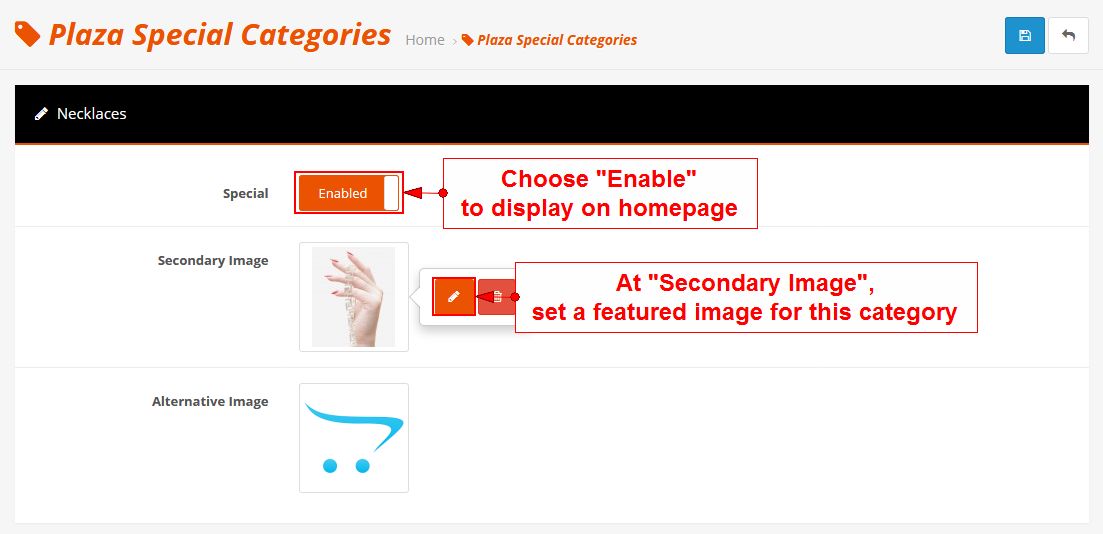 Plaza Special Categories
Home › Plaza Special Categories
Necklaces
Special
Enabled
Choose "Enable"
to display on homepage
Secondary Image
At "Secondary Image",
set a featured image for this category
Alternative Image